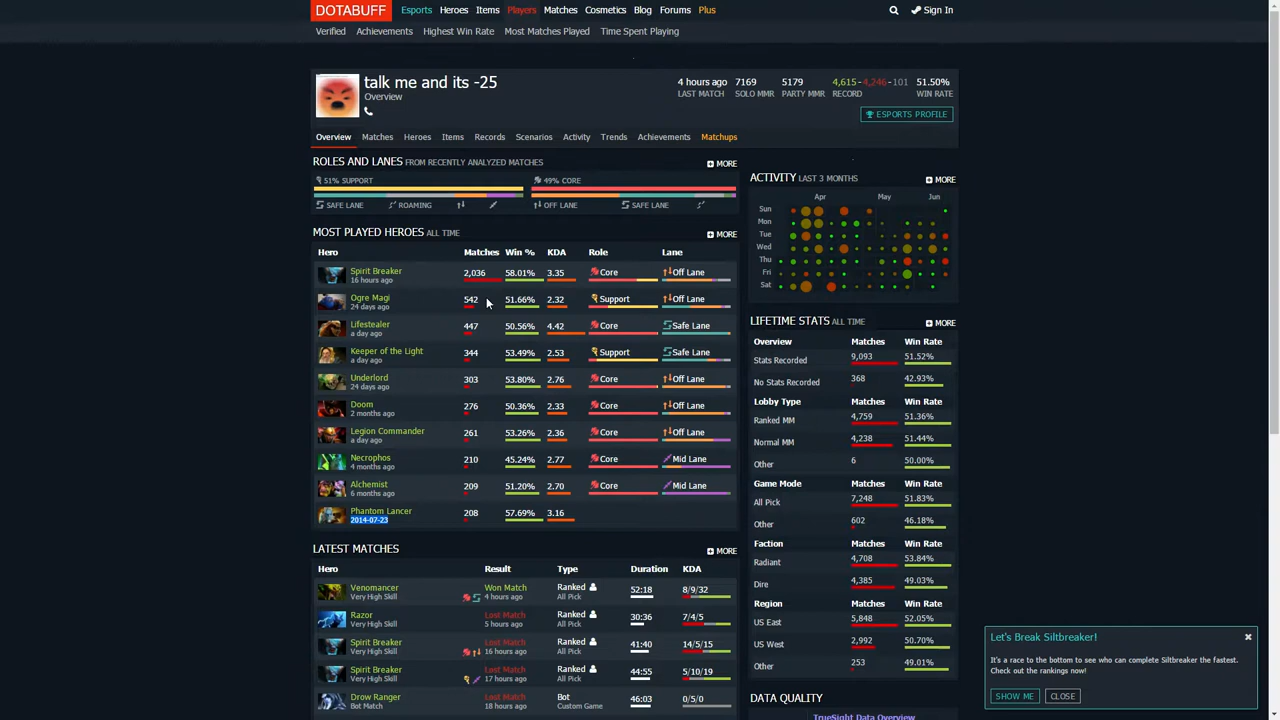 DOTABUFF Esports Heroes Items Players Matches Cosmetics Blog Forums Plus Sign In
Verified Achievements Highest Win Rate Most Matches Played Time Spent Playing
talk me and its -25
Overview
4 hours ago 7169 5179 4,615-4,246-101 51.50%
LAST MATCH SOLO MMR PARTY MMR RECORD WIN RATE
ESPORTS PROFILE
Overview Matches Heroes Items Records Scenarios Activity Trends Achievements Matchups
ROLES AND LANES FROM RECENTLY ANALYZED MATCHES MORE
51% SUPPORT 49% CORE
SAFE LANE ROAMING OFF LANE SAFE LANE
MOST PLAYED HEROES ALL TIME MORE
Hero Matches Win % KDA Role Lane
Spirit Breaker 2,036 58.01% 3.35 Core Off Lane
16 hours ago
Ogre Magi 542 51.66% 2.32 Support Off Lane
24 days ago
Lifestealer 447 50.56% 4.42 Core Safe Lane
a day ago
Keeper of the Light 344 53.49% 2.53 Support Safe Lane
a day ago
Underlord 303 53.80% 2.76 Core Off Lane
24 days ago
Doom 276 50.36% 2.33 Core Off Lane
2 months ago
Legion Commander 261 53.26% 2.36 Core Off Lane
a day ago
Necrophos 210 45.24% 2.77 Core Mid Lane
4 months ago
Alchemist 209 51.20% 2.70 Core Mid Lane
6 months ago
Phantom Lancer 208 57.69% 3.16
2014-07-23
LATEST MATCHES MORE
Hero Result Type Duration KDA
Venomancer Won Match Ranked 52:18 8/9/32
Very High Skill 4 hours ago All Pick
Razor Lost Match Ranked 30:36 7/4/5
Very High Skill 5 hours ago All Pick
Spirit Breaker Lost Match Ranked 41:40 14/5/15
Very High Skill 16 hours ago All Pick
Spirit Breaker Lost Match Ranked 44:55 5/10/19
Very High Skill 17 hours ago All Pick
Drow Ranger Lost Match Bot 46:03 0/5/0
Bot Match 18 hours ago Custom Game
ACTIVITY LAST 3 MONTHS MORE
Apr May Jun
Sun
Mon
Tue
Wed
Thu
Fri
Sat
LIFETIME STATS ALL TIME MORE
Overview Matches Win Rate
Stats Recorded 9,093 51.52%
No Stats Recorded 368 42.93%
Lobby Type Matches Win Rate
Ranked MM 4,759 51.36%
Normal MM 4,238 51.44%
Other 6 50.00%
Game Mode Matches Win Rate
All Pick 7,248 51.83%
Other 602 46.18%
Faction Matches Win Rate
Radiant 4,708 53.84%
Dire 4,385 49.03%
Region Matches Win Rate
US East 5,848 52.05%
US West 2,992 50.70%
Other 253 49.01%
DATA QUALITY
TrueSight Data Overview
Let's Break Siltbreaker!
It's a race to the bottom to see who can complete Siltbreaker the fastest.
Check out the rankings now!
SHOW ME CLOSE